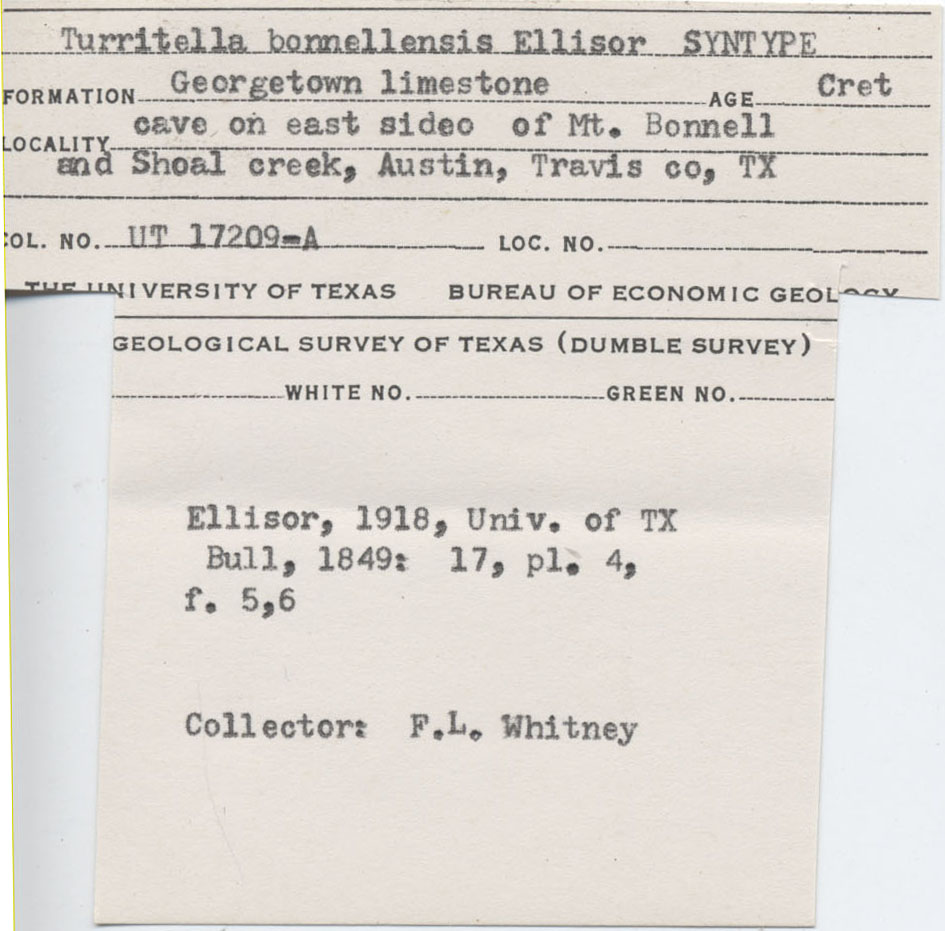 Turritella bonnellensis Ellisor SYNTYPE
FORMATION Georgetown limestone AGE Cret
LOCALITY cave on east sideo of Mt. Bonnell
and Shoal creek, Austin, Travis co, TX
COL. NO. UT 17209-A LOC. NO.
THE UNIVERSITY OF TEXAS BUREAU OF ECONOMIC GEOLOGY
GEOLOGICAL SURVEY OF TEXAS (DUMBLE SURVEY)
WHITE NO. GREEN NO.
Ellisor, 1918, Univ. of TX
Bull, 1849: 17, pl. 4,
f. 5,6
Collector: F.L. Whitney